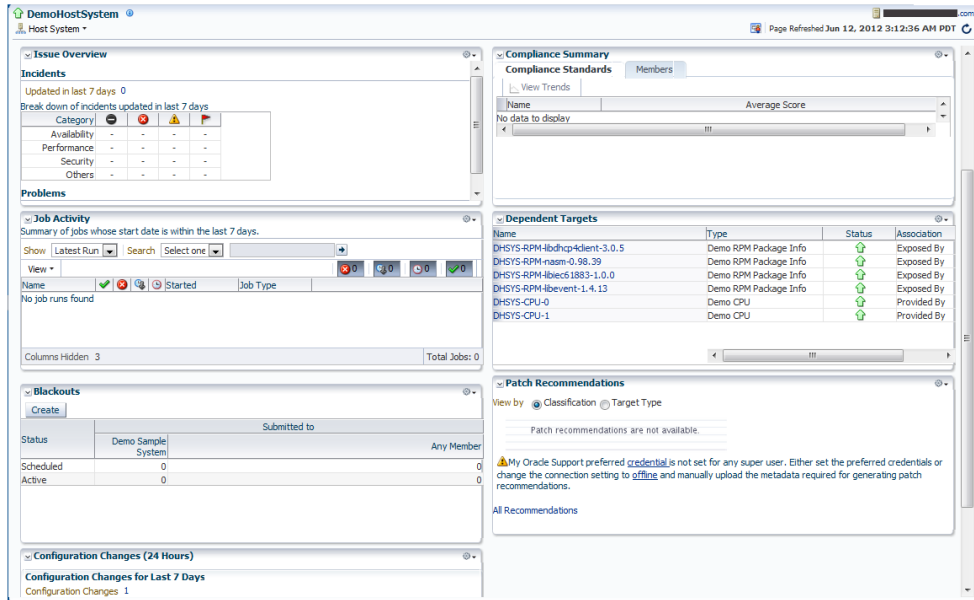 DemoHostSystem
Host System
.com
Page Refreshed Jun 12, 2012 3:12:36 AM PDT
Issue Overview
Incidents
Updated in last 7 days 0
Break down of incidents updated in last 7 days
Category
Availability - - - -
Performance - - - -
Security - - - -
Others - - - -
Problems
Compliance Summary
Compliance Standards Members
View Trends
Name Average Score
No data to display
Job Activity
Summary of jobs whose start date is within the last 7 days.
Show Latest Run Search Select one
View 0 0 0 0
Name Started Job Type
No job runs found
Columns Hidden 3 Total Jobs: 0
Dependent Targets
Name Type Status Association
DHSYS-RPM-libdhcp4client-3.0.5 Demo RPM Package Info Exposed By
DHSYS-RPM-nasm-0.98.39 Demo RPM Package Info Exposed By
DHSYS-RPM-libiec61883-1.0.0 Demo RPM Package Info Exposed By
DHSYS-RPM-libevent-1.4.13 Demo RPM Package Info Exposed By
DHSYS-CPU-0 Demo CPU Provided By
DHSYS-CPU-1 Demo CPU Provided By
Blackouts
Create
Status Submitted to
Demo Sample System Any Member
Scheduled 0 0
Active 0 0
Patch Recommendations
View by Classification Target Type
Patch recommendations are not available.
My Oracle Support preferred credential is not set for any super user. Either set the preferred credentials or
change the connection setting to offline and manually upload the metadata required for generating patch
recommendations.
All Recommendations
Configuration Changes (24 Hours)
Configuration Changes for Last 7 Days
Configuration Changes 1